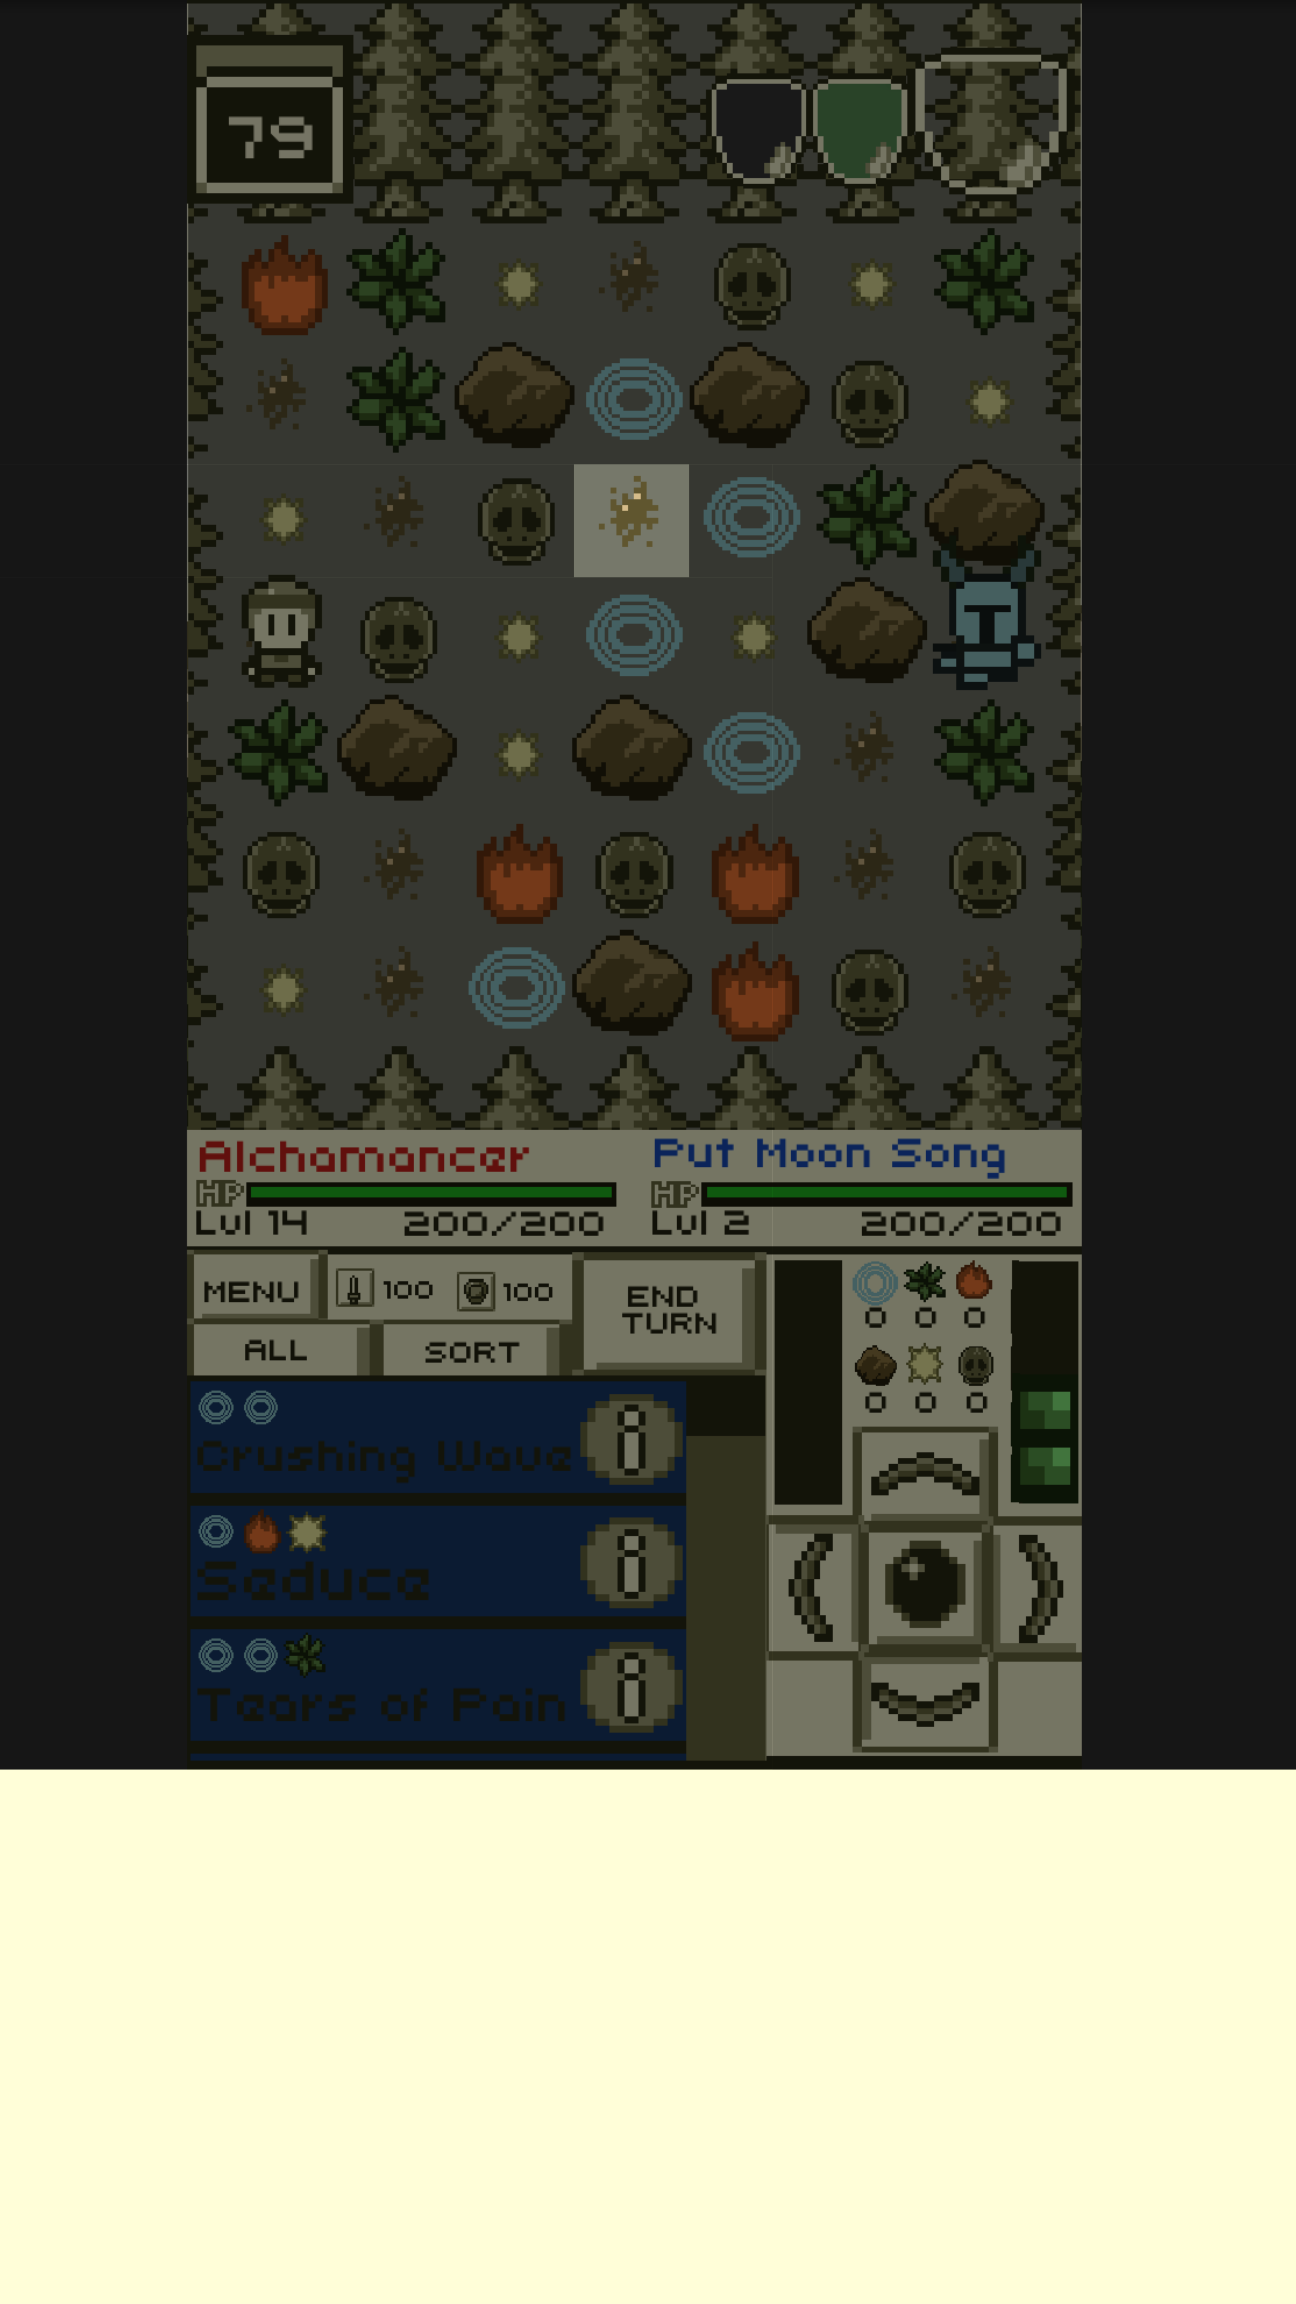 79
Alchamancer
Put Moon Song
HP
HP
Lvl 14 200/200
Lvl 2 200/200
MENU
100
100
END
TURN
ALL
SORT
0 0 0
0 0 0
Crushing Wave
i
Seduce
i
Tears of Pain
i